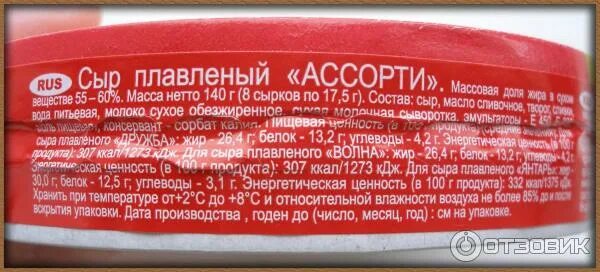 RUS Сыр плавленый «АССОРТИ». Массовая доля жира в сухом
веществе 55 – 60%. Масса нетто 140 г (8 сырков по 17,5 г). Состав: сыр, масло сливочное, творог, сливки,
вода питьевая, молоко сухое обезжиренное, сухая молочная сыворотка, эмульгаторы - Е 450,
соль пищевая, консервант - сорбат калия. Пищевая ценность (в 100 г продукта)
сыра плавленого «ДРУЖБА»: жир - 26,4 г; белок - 13,2 г; углеводы - 4,2 г. Энергетическая ценность (в 100 г
продукта): 307 ккал/1273 кДж. Для сыра плавленого «ВОЛНА»: жир - 26,4 г; белок - 13,2 г; углеводы - 4,2 г.
Энергетическая ценность (в 100 г продукта): 307 ккал/1273 кДж. Для сыра плавленого «ЯНТАРЬ»: жир -
30,0 г; белок - 12,5 г; углеводы - 3,1 г. Энергетическая ценность (в 100 г продукта): 332 ккал/1375 кДж.
Хранить при температуре от+2°C до +8°C и относительной влажности воздуха не более 85% до и после
вскрытия упаковки. Дата производства , годен до (число, месяц, год) : см на упаковке.
ОТЗОВИК